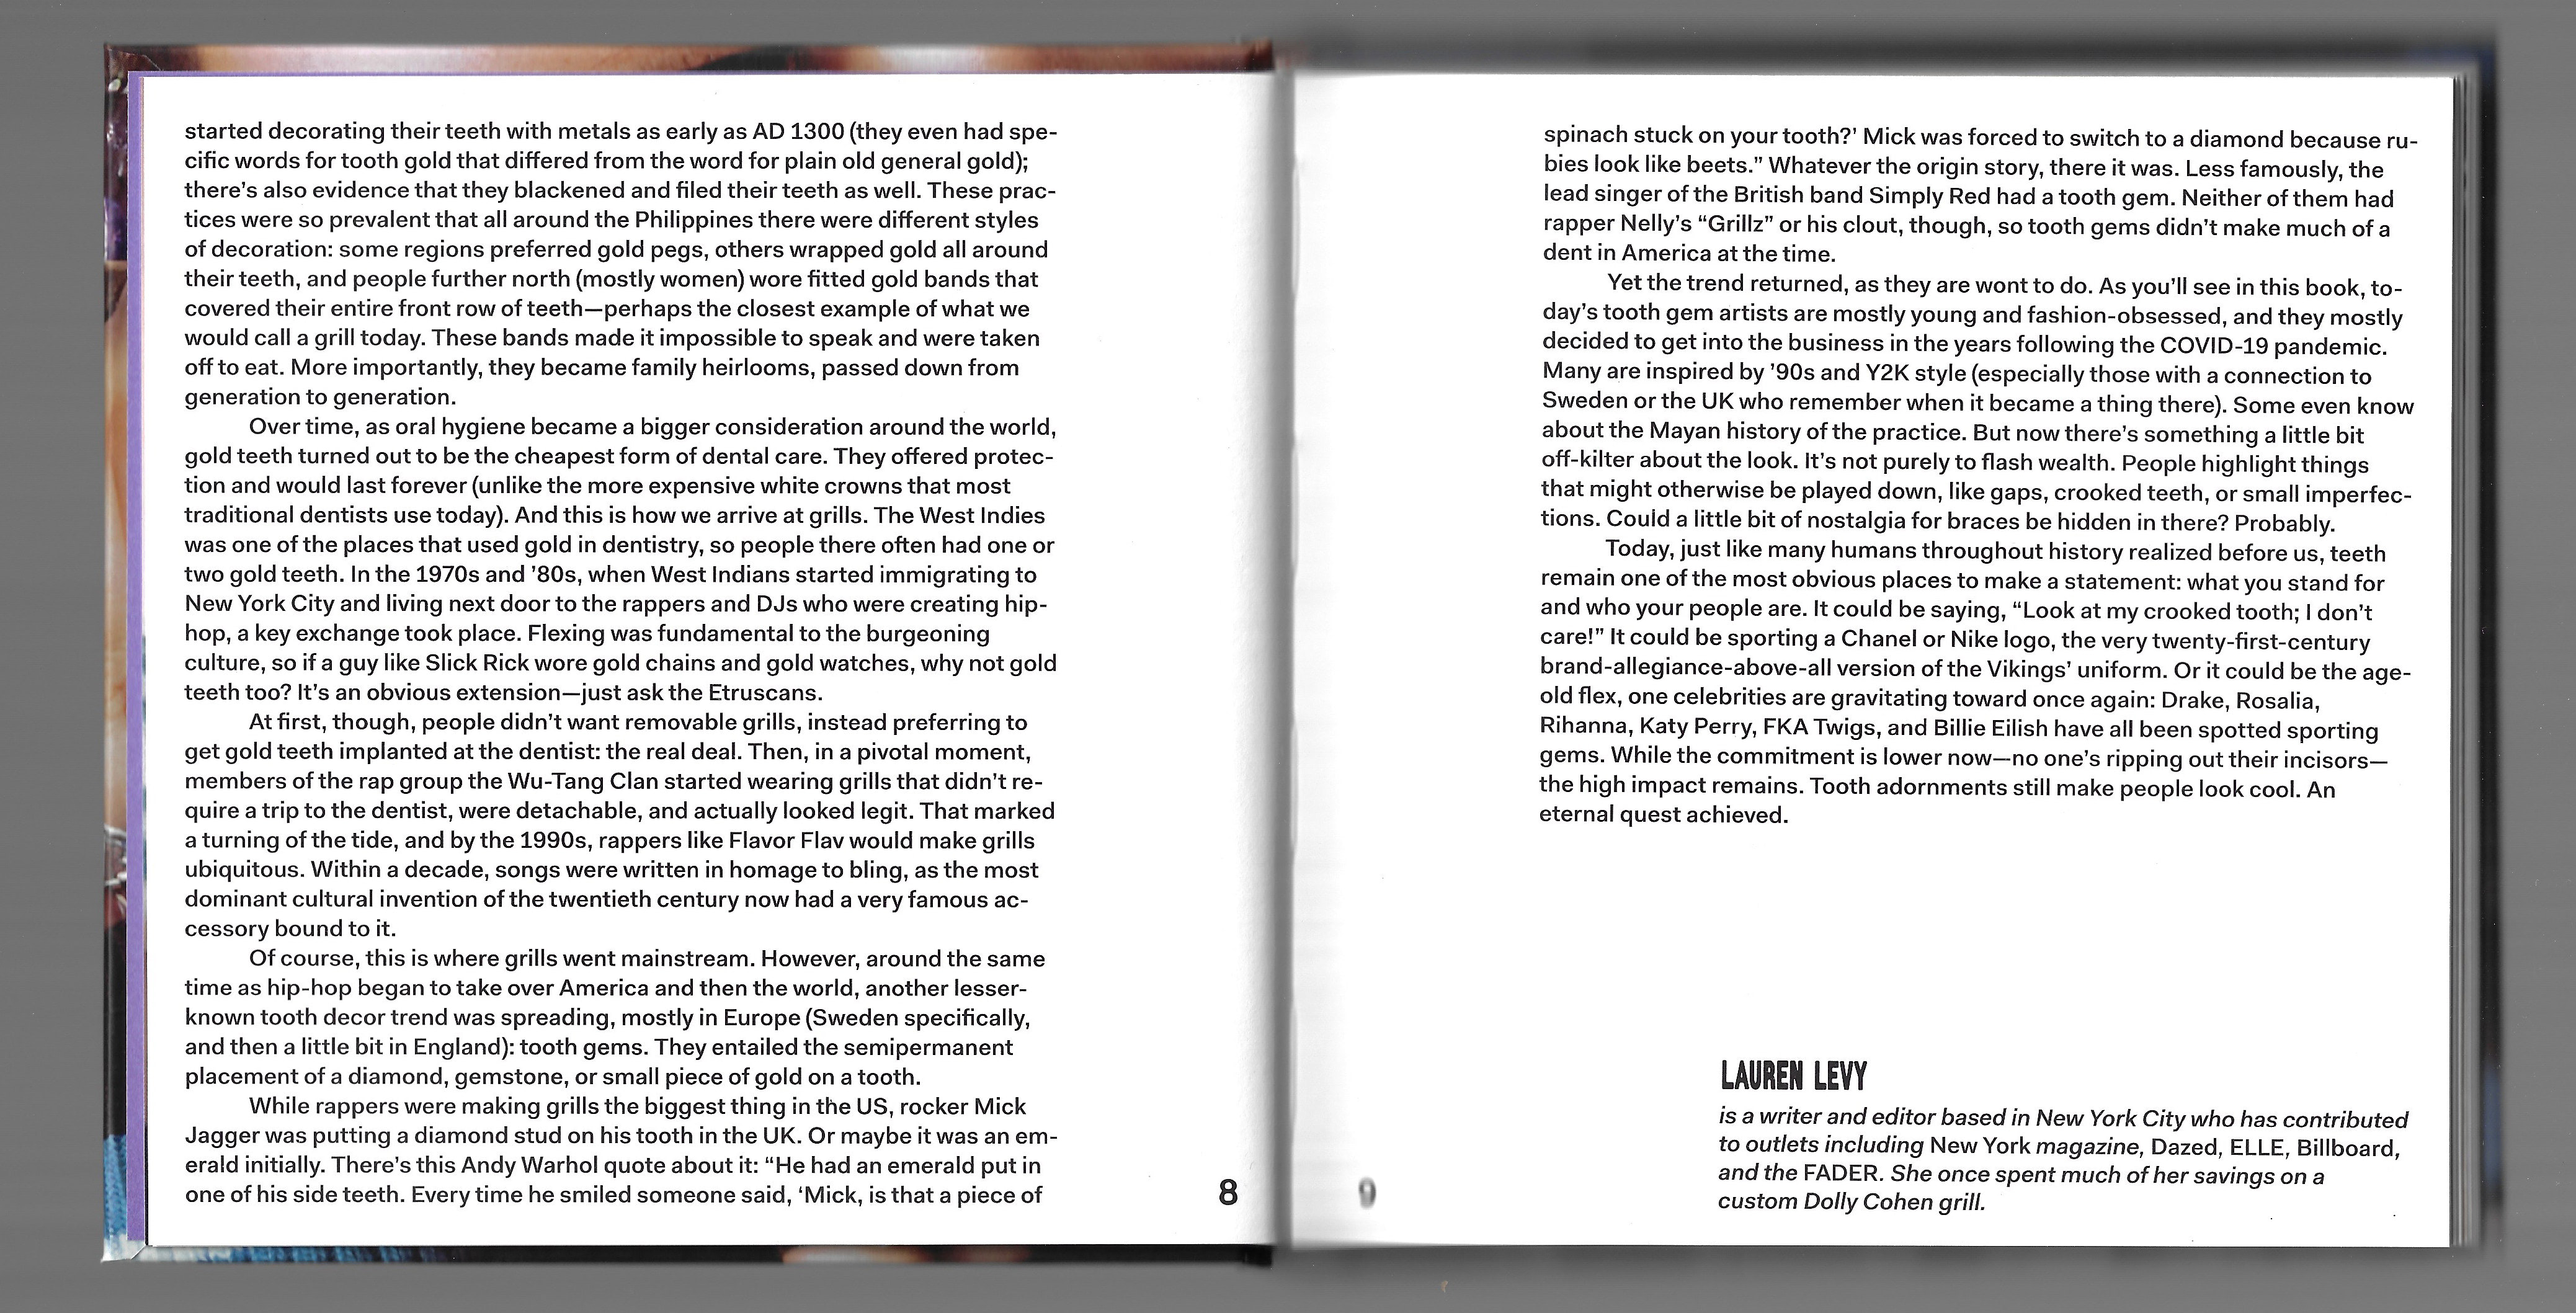 started decorating their teeth with metals as early as AD 1300 (they even had spe-
cific words for tooth gold that differed from the word for plain old general gold);
there's also evidence that they blackened and filed their teeth as well. These prac-
tices were so prevalent that all around the Philippines there were different styles
of decoration: some regions preferred gold pegs, others wrapped gold all around
their teeth, and people further north (mostly women) wore fitted gold bands that
covered their entire front row of teeth—perhaps the closest example of what we
would call a grill today. These bands made it impossible to speak and were taken
off to eat. More importantly, they became family heirlooms, passed down from
generation to generation.
Over time, as oral hygiene became a bigger consideration around the world,
gold teeth turned out to be the cheapest form of dental care. They offered protec-
tion and would last forever (unlike the more expensive white crowns that most
traditional dentists use today). And this is how we arrive at grills. The West Indies
was one of the places that used gold in dentistry, so people there often had one or
two gold teeth. In the 1970s and ’80s, when West Indians started immigrating to
New York City and living next door to the rappers and DJs who were creating hip-
hop, a key exchange took place. Flexing was fundamental to the burgeoning
culture, so if a guy like Slick Rick wore gold chains and gold watches, why not gold
teeth too? It’s an obvious extension—just ask the Etruscans.
At first, though, people didn’t want removable grills, instead preferring to
get gold teeth implanted at the dentist: the real deal. Then, in a pivotal moment,
members of the rap group the Wu-Tang Clan started wearing grills that didn’t re-
quire a trip to the dentist, were detachable, and actually looked legit. That marked
a turning of the tide, and by the 1990s, rappers like Flavor Flav would make grills
ubiquitous. Within a decade, songs were written in homage to bling, as the most
dominant cultural invention of the twentieth century now had a very famous ac-
cessory bound to it.
Of course, this is where grills went mainstream. However, around the same
time as hip-hop began to take over America and then the world, another lesser-
known tooth decor trend was spreading, mostly in Europe (Sweden specifically,
and then a little bit in England): tooth gems. They entailed the semipermanent
placement of a diamond, gemstone, or small piece of gold on a tooth.
While rappers were making grills the biggest thing in the US, rocker Mick
Jagger was putting a diamond stud on his tooth in the UK. Or maybe it was an em-
erald initially. There’s this Andy Warhol quote about it: “He had an emerald put in
one of his side teeth. Every time he smiled someone said, ‘Mick, is that a piece of
8
spinach stuck on your tooth?’ Mick was forced to switch to a diamond because ru-
bies look like beets.” Whatever the origin story, there it was. Less famously, the
lead singer of the British band Simply Red had a tooth gem. Neither of them had
rapper Nelly’s “Grillz” or his clout, though, so tooth gems didn’t make much of a
dent in America at the time.
Yet the trend returned, as they are wont to do. As you’ll see in this book, to-
day’s tooth gem artists are mostly young and fashion-obsessed, and they mostly
decided to get into the business in the years following the COVID-19 pandemic.
Many are inspired by ’90s and Y2K style (especially those with a connection to
Sweden or the UK who remember when it became a thing there). Some even know
about the Mayan history of the practice. But now there’s something a little bit
off-kilter about the look. It’s not purely to flash wealth. People highlight things
that might otherwise be played down, like gaps, crooked teeth, or small imperfec-
tions. Could a little bit of nostalgia for braces be hidden in there? Probably.
Today, just like many humans throughout history realized before us, teeth
remain one of the most obvious places to make a statement: what you stand for
and who your people are. It could be saying, “Look at my crooked tooth; I don’t
care!” It could be sporting a Chanel or Nike logo, the very twenty-first-century
brand-allegiance-above-all version of the Vikings’ uniform. Or it could be the age-
old flex, one celebrities are gravitating toward once again: Drake, Rosalia,
Rihanna, Katy Perry, FKA Twigs, and Billie Eilish have all been spotted sporting
gems. While the commitment is lower now—no one’s ripping out their incisors—
the high impact remains. Tooth adornments still make people look cool. An
eternal quest achieved.
LAUREN LEVY
is a writer and editor based in New York City who has contributed
to outlets including New York magazine, Dazed, ELLE, Billboard,
and the FADER. She once spent much of her savings on a
custom Dolly Cohen grill.
9